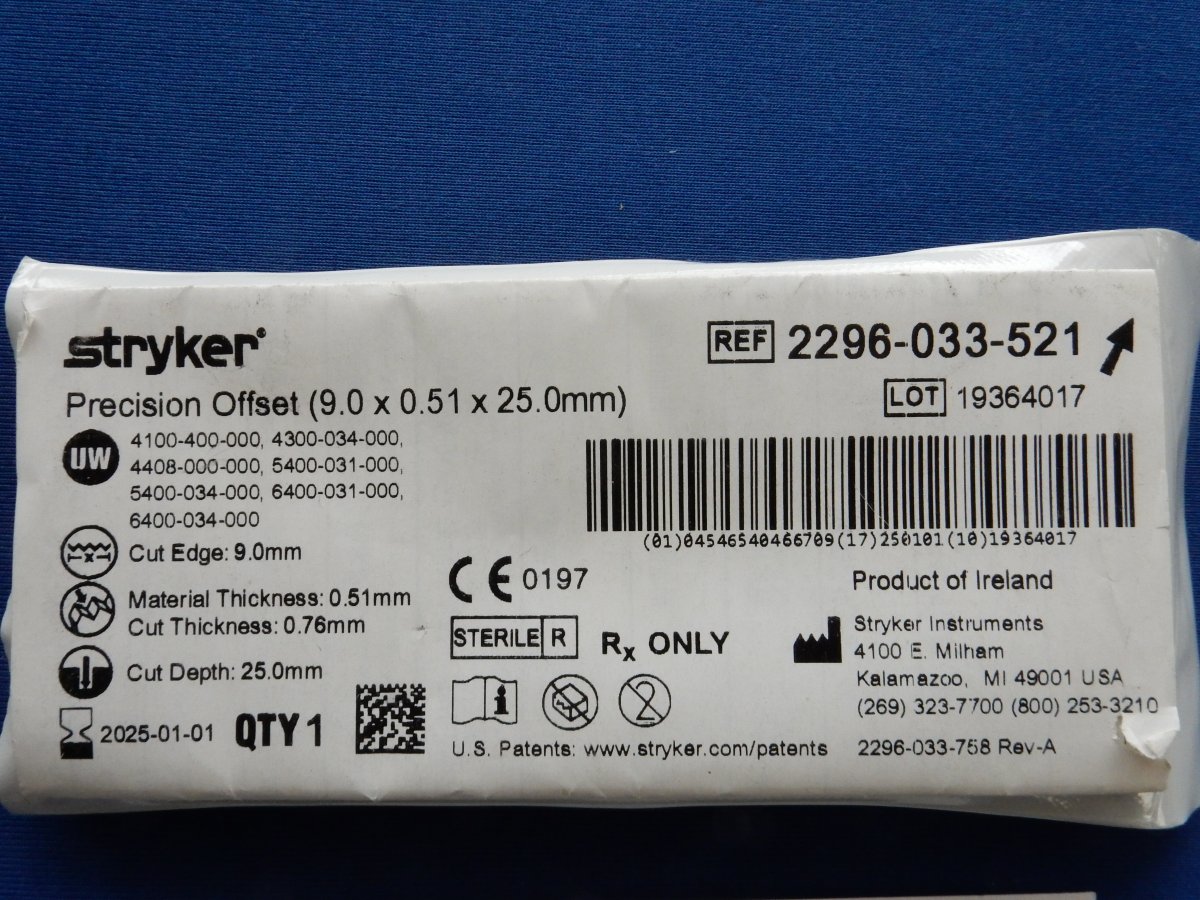 stryker®
REF 2296-033-521
LOT 19364017
Precision Offset (9.0 x 0.51 x 25.0mm)
UW
4100-400-000, 4300-034-000,
4408-000-000, 5400-031-000,
5400-034-000, 6400-031-000,
6400-034-000
Cut Edge: 9.0mm
Material Thickness: 0.51mm
Cut Thickness: 0.76mm
Cut Depth: 25.0mm
2025-01-01 QTY 1
(01)04546540466709(17)250101(10)19364017
CE 0197
STERILE R
Rx ONLY
2
U.S. Patents: www.stryker.com/patents
Product of Ireland
Stryker Instruments
4100 E. Milham
Kalamazoo, MI 49001 USA
(269) 323-7700 (800) 253-3210
2296-033-758 Rev-A